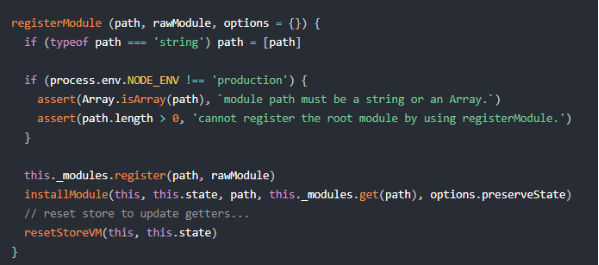 registerModule (path, rawModule, options = {}) {
  if (typeof path === 'string') path = [path]

  if (process.env.NODE_ENV !== 'production') {
    assert(Array.isArray(path), `module path must be a string or an Array.`)
    assert(path.length > 0, 'cannot register the root module by using registerModule.')
  }

  this._modules.register(path, rawModule)
  installModule(this, this.state, path, this._modules.get(path), options.preserveState)
  // reset store to update getters...
  resetStoreVM(this, this.state)
}